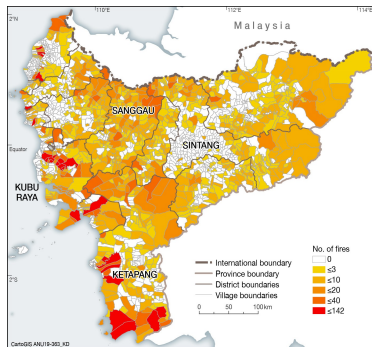 110°E
112°E
114°E
2°N
Malaysia
SANGGAU
SINTANG
Equator
KUBU
RAYA
KETAPANG
2°S
International boundary
Province boundary
District boundaries
Village boundaries
0 50 100km
No. of fires
0
≤3
≤10
≤20
≤40
≤142
CartoGIS ANU19-363_KD